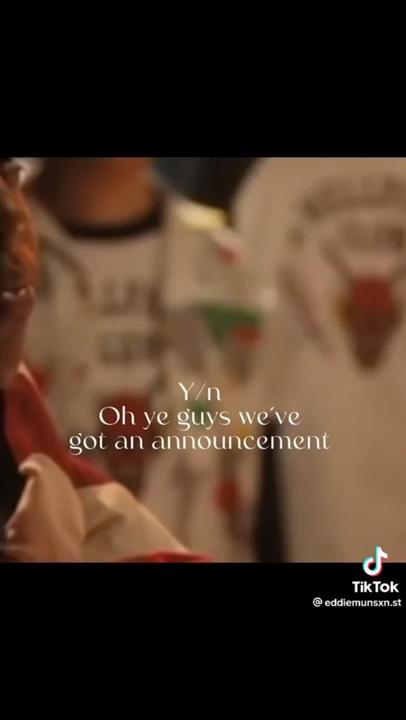 Y/n
Oh ye guys we've
got an announcement
TikTok
@eddiemunsxn.st